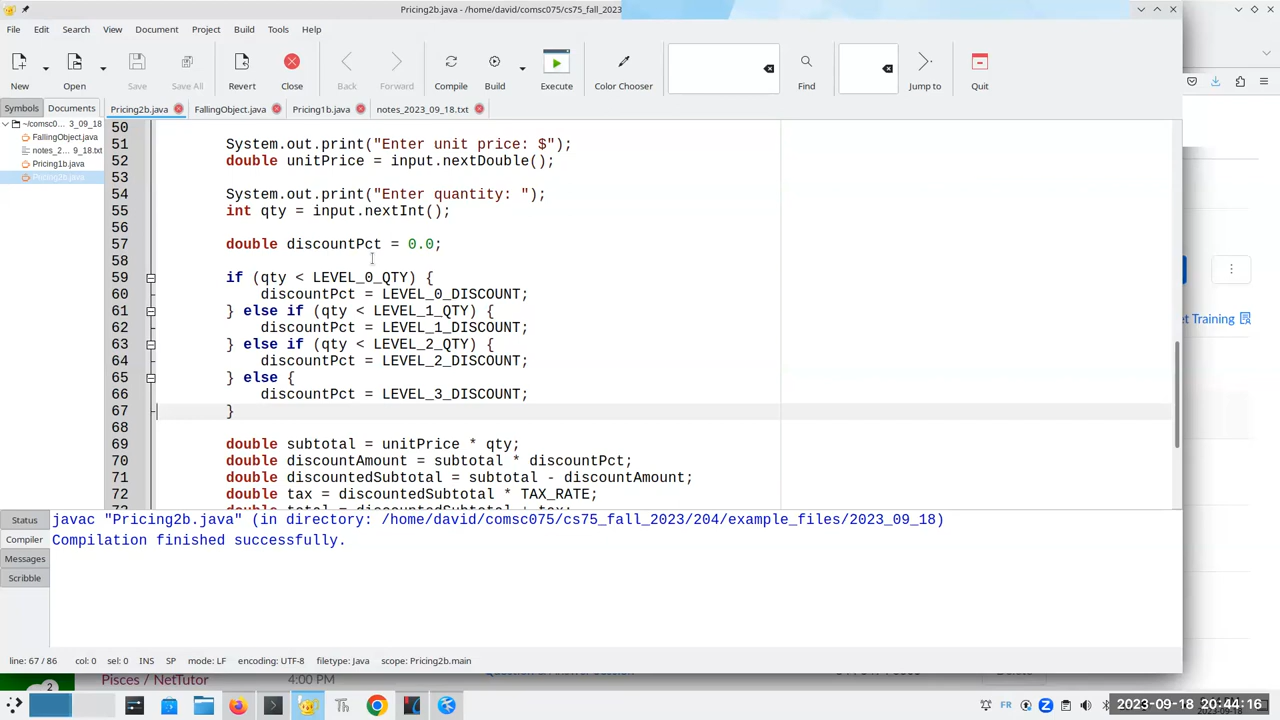 Pricing2b.java - /home/david/comsc075/cs75_fall_2023
File Edit Search View Document Project Build Tools Help
New Open Save Save All Revert Close Back Forward Compile Build Execute Color Chooser Find Jump to Quit
Symbols Documents Pricing2b.java FallingObject.java Pricing1b.java notes_2023_09_18.txt
~/comsc0... 3_09_18
FallingObject.java
notes_2... 9_18.txt
Pricing1b.java
Pricing2b.java
50
51 System.out.print("Enter unit price: $");
52 double unitPrice = input.nextDouble();
53
54 System.out.print("Enter quantity: ");
55 int qty = input.nextInt();
56
57 double discountPct = 0.0;
58
59 if (qty < LEVEL_0_QTY) {
60 discountPct = LEVEL_0_DISCOUNT;
61 } else if (qty < LEVEL_1_QTY) {
62 discountPct = LEVEL_1_DISCOUNT;
63 } else if (qty < LEVEL_2_QTY) {
64 discountPct = LEVEL_2_DISCOUNT;
65 } else {
66 discountPct = LEVEL_3_DISCOUNT;
67 }
68
69 double subtotal = unitPrice * qty;
70 double discountAmount = subtotal * discountPct;
71 double discountedSubtotal = subtotal - discountAmount;
72 double tax = discountedSubtotal * TAX_RATE;
et Training
Status
Compiler
Messages
Scribble
javac "Pricing2b.java" (in directory: /home/david/comsc075/cs75_fall_2023/204/example_files/2023_09_18)
Compilation finished successfully.
line: 67 / 86 col: 0 sel: 0 INS SP mode: LF encoding: UTF-8 filetype: Java scope: Pricing2b.main
2
Pisces / NetTutor 4:00 PM
FR
2023-09-18 20:44:16